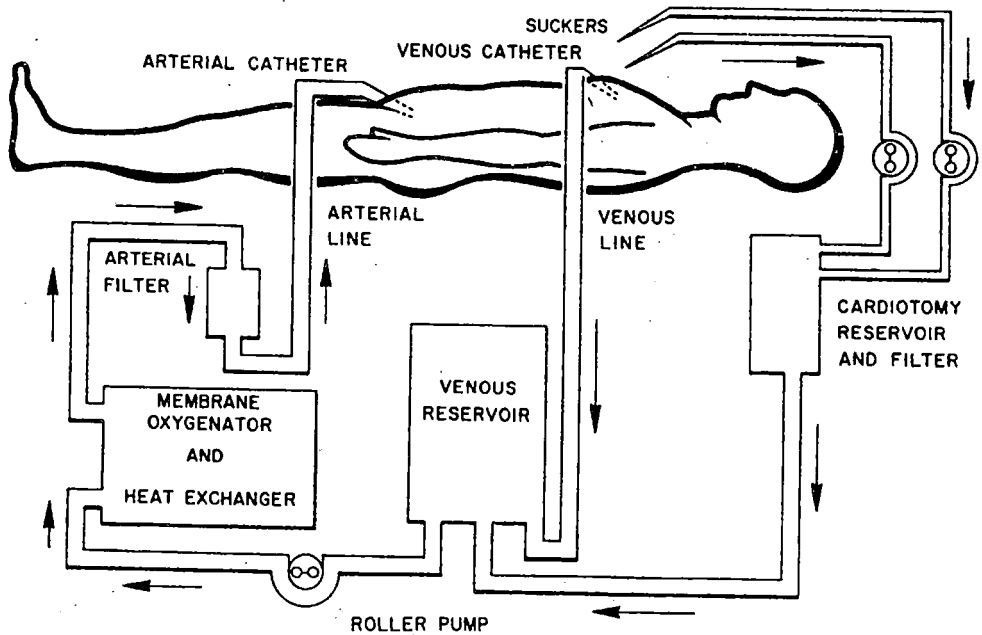 SUCKERS
VENOUS CATHETER
ARTERIAL CATHETER
ARTERIAL
LINE
VENOUS
LINE
ARTERIAL
FILTER
CARDIOTOMY
RESERVOIR
AND FILTER
VENOUS
RESERVOIR
MEMBRANE
OXYGENATOR
AND
HEAT EXCHANGER
ROLLER PUMP